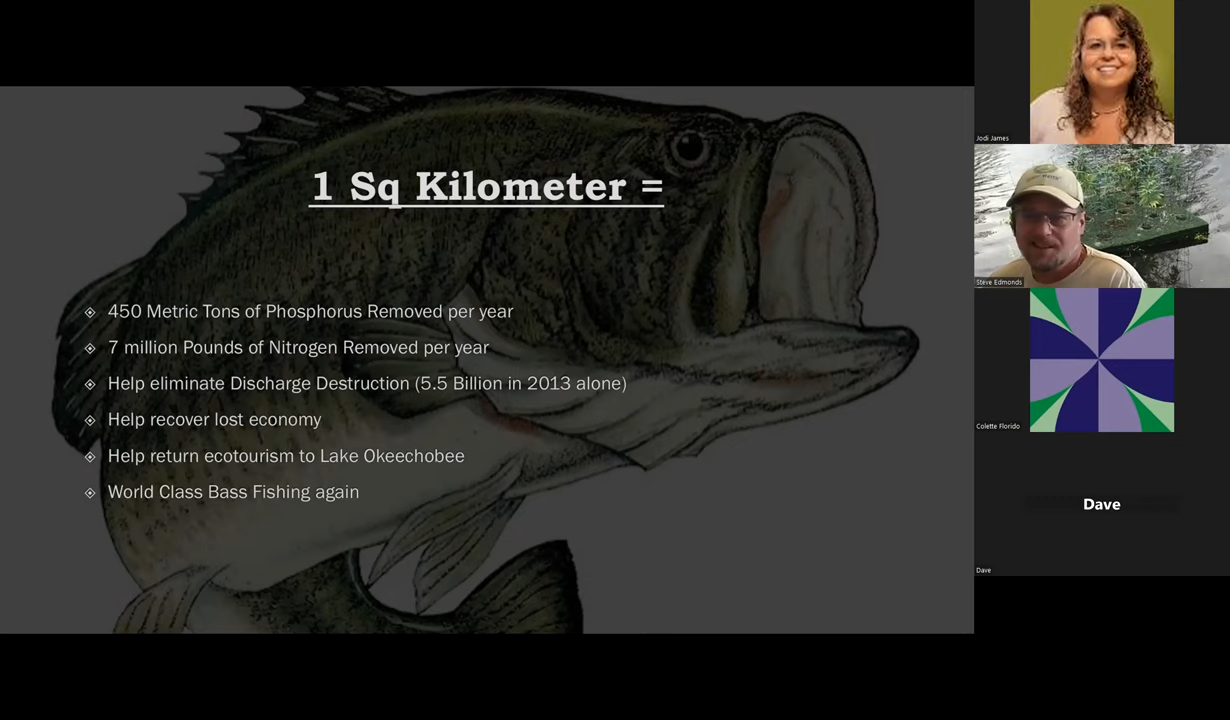 1 Sq Kilometer =
450 Metric Tons of Phosphorus Removed per year
7 million Pounds of Nitrogen Removed per year
Help eliminate Discharge Destruction (5.5 Billion in 2013 alone)
Help recover lost economy
Help return ecotourism to Lake Okeechobee
World Class Bass Fishing again
Jodi James
Steve Edmonds
Colette Florido
Dave
Dave